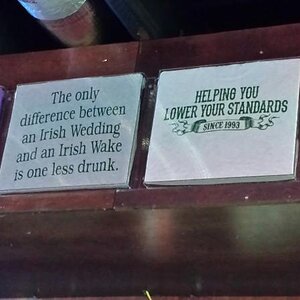 The only
difference between
an Irish Wedding
and an Irish Wake
is one less drunk.
HELPING YOU
LOWER YOUR STANDARDS
SINCE 1993